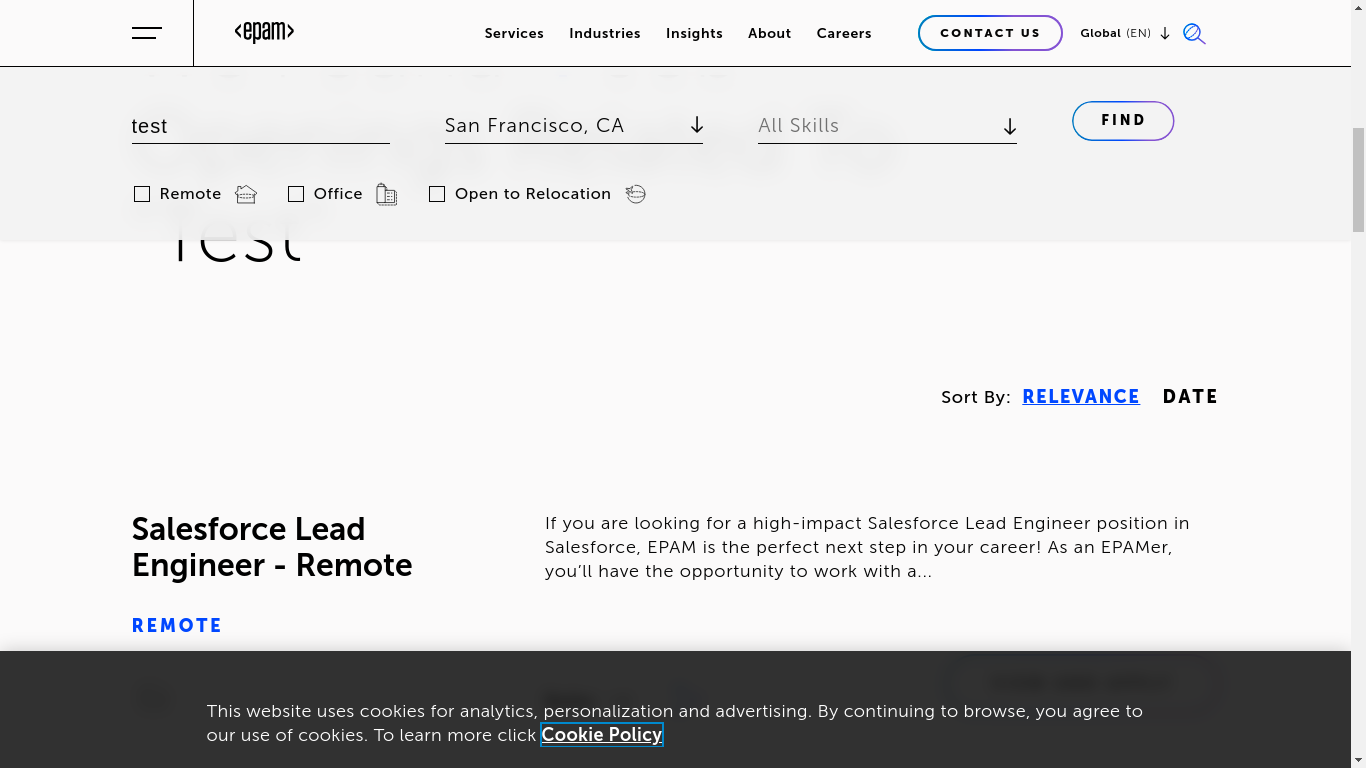 <epam>
Services
Industries
Insights
About
Careers
CONTACT US
Global (EN)
test
San Francisco, CA
All Skills
FIND
Remote
Office
Open to Relocation
Test
Sort By: RELEVANCE DATE
Salesforce Lead
Engineer - Remote
REMOTE
If you are looking for a high-impact Salesforce Lead Engineer position in
Salesforce, EPAM is the perfect next step in your career! As an EPAMer,
you’ll have the opportunity to work with a...
This website uses cookies for analytics, personalization and advertising. By continuing to browse, you agree to
our use of cookies. To learn more click Cookie Policy